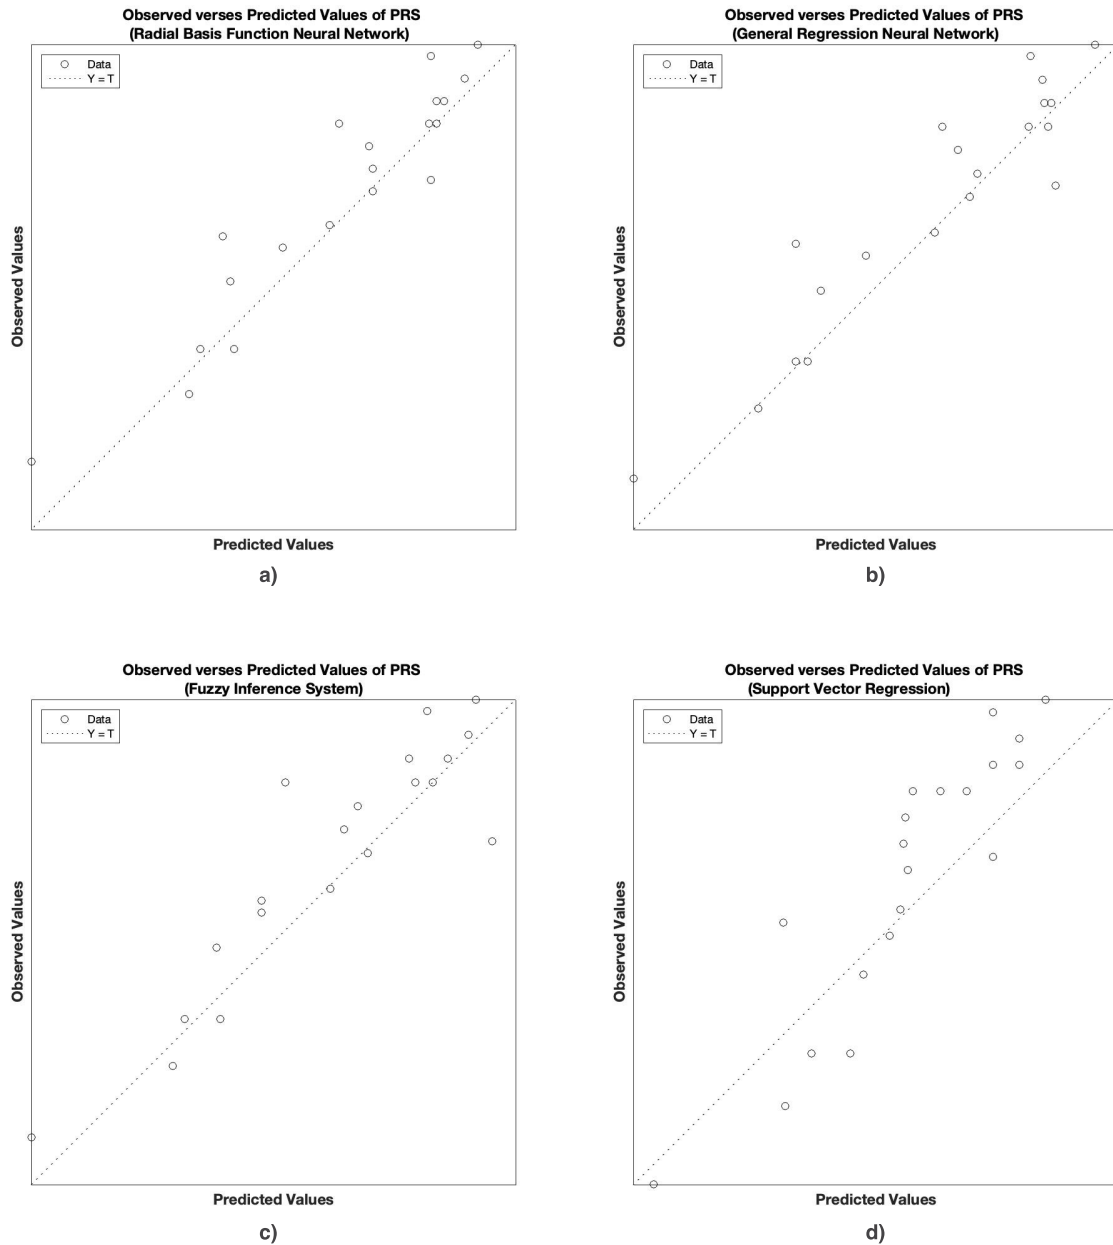 Observed verses Predicted Values of PRS
(Radial Basis Function Neural Network)
Data
Y = T
Observed Values
Predicted Values
a)
Observed verses Predicted Values of PRS
(General Regression Neural Network)
Data
Y = T
Observed Values
Predicted Values
b)
Observed verses Predicted Values of PRS
(Fuzzy Inference System)
Data
Y = T
Observed Values
Predicted Values
c)
Observed verses Predicted Values of PRS
(Support Vector Regression)
Data
Y = T
Observed Values
Predicted Values
d)